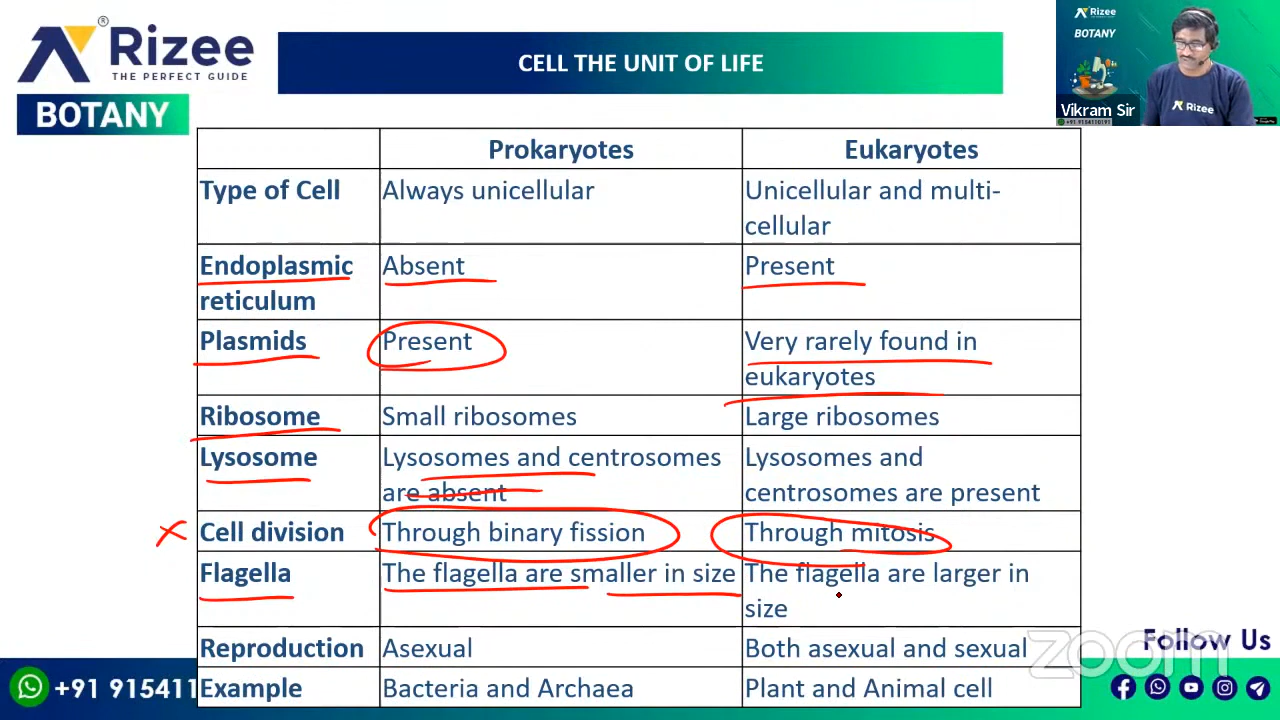 Rizee®
THE PERFECT GUIDE
BOTANY
CELL THE UNIT OF LIFE
Rizee
BOTANY
Rizee
Vikram Sir
Prokaryotes Eukaryotes
Type of Cell Always unicellular Unicellular and multi-
cellular
Endoplasmic Absent Present
reticulum
Plasmids Present Very rarely found in
eukaryotes
Ribosome Small ribosomes Large ribosomes
Lysosome Lysosomes and centrosomes Lysosomes and
are absent centrosomes are present
Cell division Through binary fission Through mitosis
Flagella The flagella are smaller in size The flagella are larger in
size
Reproduction Asexual Both asexual and sexual
Example Bacteria and Archaea Plant and Animal cell
+91 915411
zoom
Follow Us